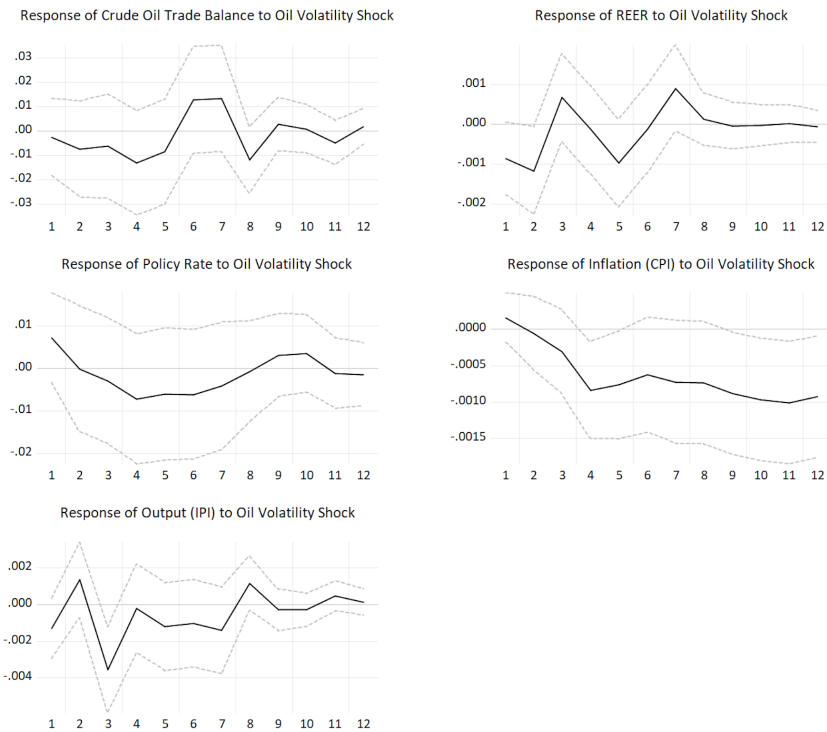 Response of Crude Oil Trade Balance to Oil Volatility Shock
.03
.02
.01
.00
-.01
-.02
-.03
1 2 3 4 5 6 7 8 9 10 11 12
Response of REER to Oil Volatility Shock
.001
.000
-.001
-.002
1 2 3 4 5 6 7 8 9 10 11 12
Response of Policy Rate to Oil Volatility Shock
.01
.00
-.01
-.02
1 2 3 4 5 6 7 8 9 10 11 12
Response of Inflation (CPI) to Oil Volatility Shock
.0000
-.0005
-.0010
-.0015
1 2 3 4 5 6 7 8 9 10 11 12
Response of Output (IPI) to Oil Volatility Shock
.002
.000
-.002
-.004
1 2 3 4 5 6 7 8 9 10 11 12